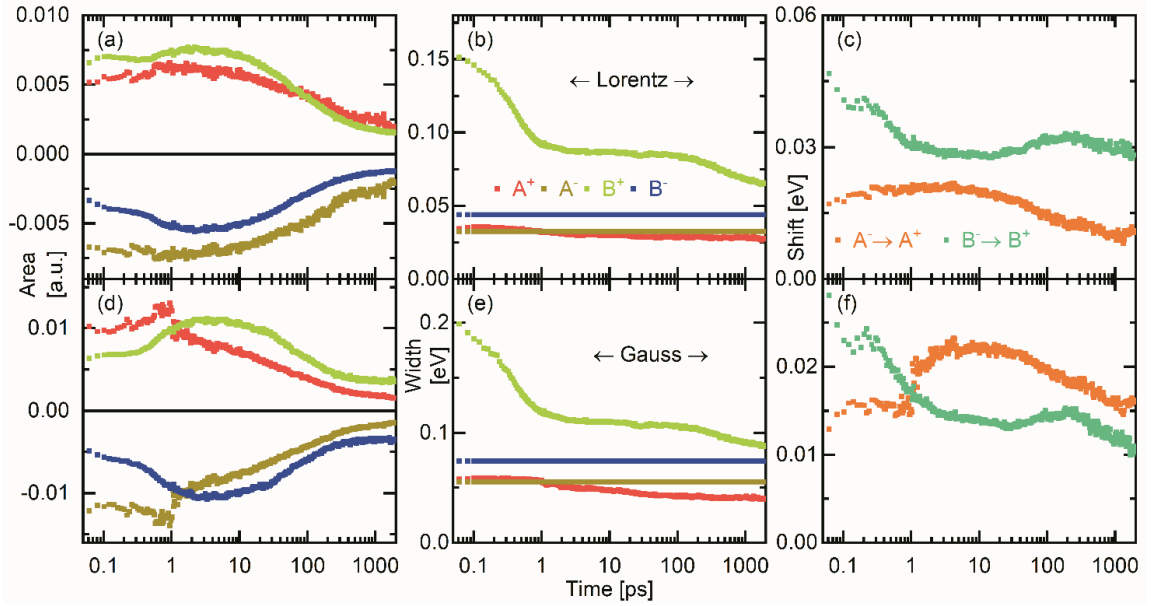 (a)
(b)
(c)
0.010
0.005
0.000
-0.005
0.15
0.10
0.05
0.00
← Lorentz →
A⁺ A⁻ B⁺ B⁻
0.06
0.03
0.00
Shift [eV]
A⁻→A⁺ B⁻→B⁺
Area
[a.u.]
(d)
(e)
(f)
0.01
0.00
-0.01
0.2
0.1
0.0
Width
[eV]
← Gauss →
0.02
0.01
0.00
0.1 1 10 100 1000
0.1 1 10 100 1000
0.1 1 10 100 1000
Time [ps]